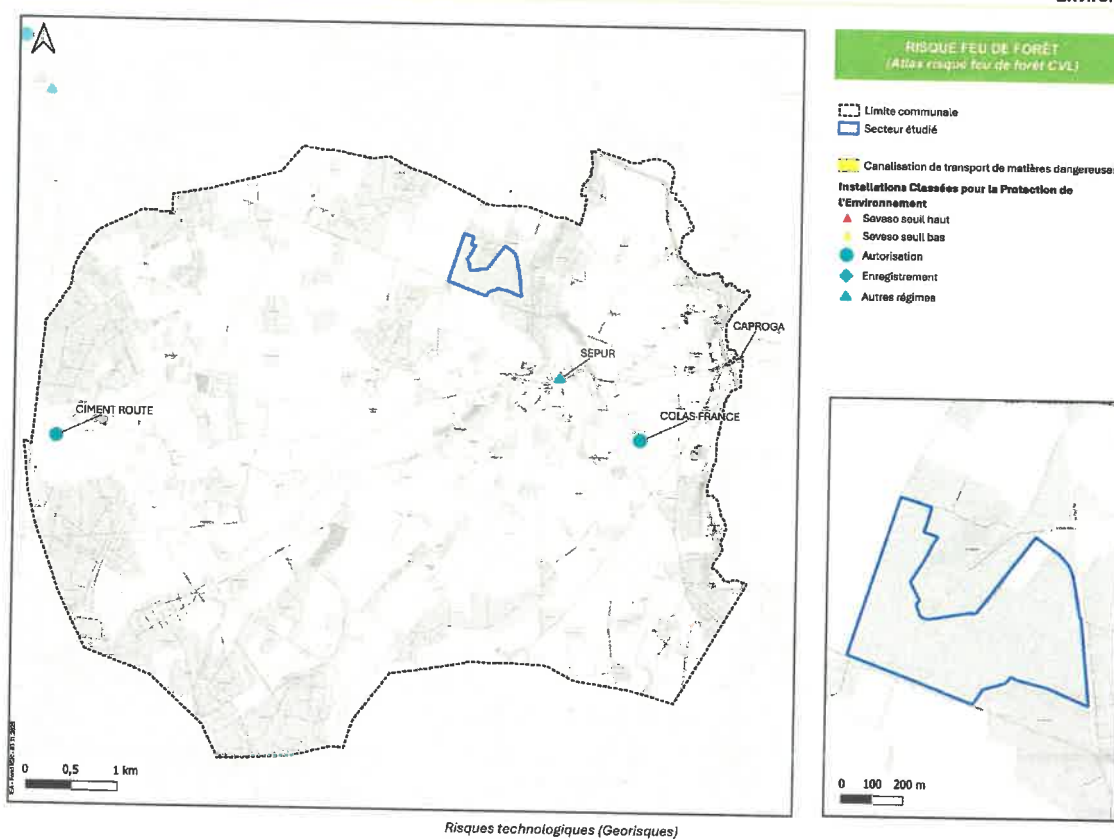 RISQUE FEU DE FORÊT
(Atlas risque feu de forêt CVL)
Limite communale
Secteur étudié
Canalisation de transport de matières dangereuses
Installations Classées pour la Protection de
l'Environnement
Seveso seuil haut
Seveso seuil bas
Autorisation
Enregistrement
Autres régimes
CAPROGA
SEPUR
CIMENT ROUTE
COLAS FRANCE
0 0,5 1 km
0 100 200 m
Risques technologiques (Georisques)